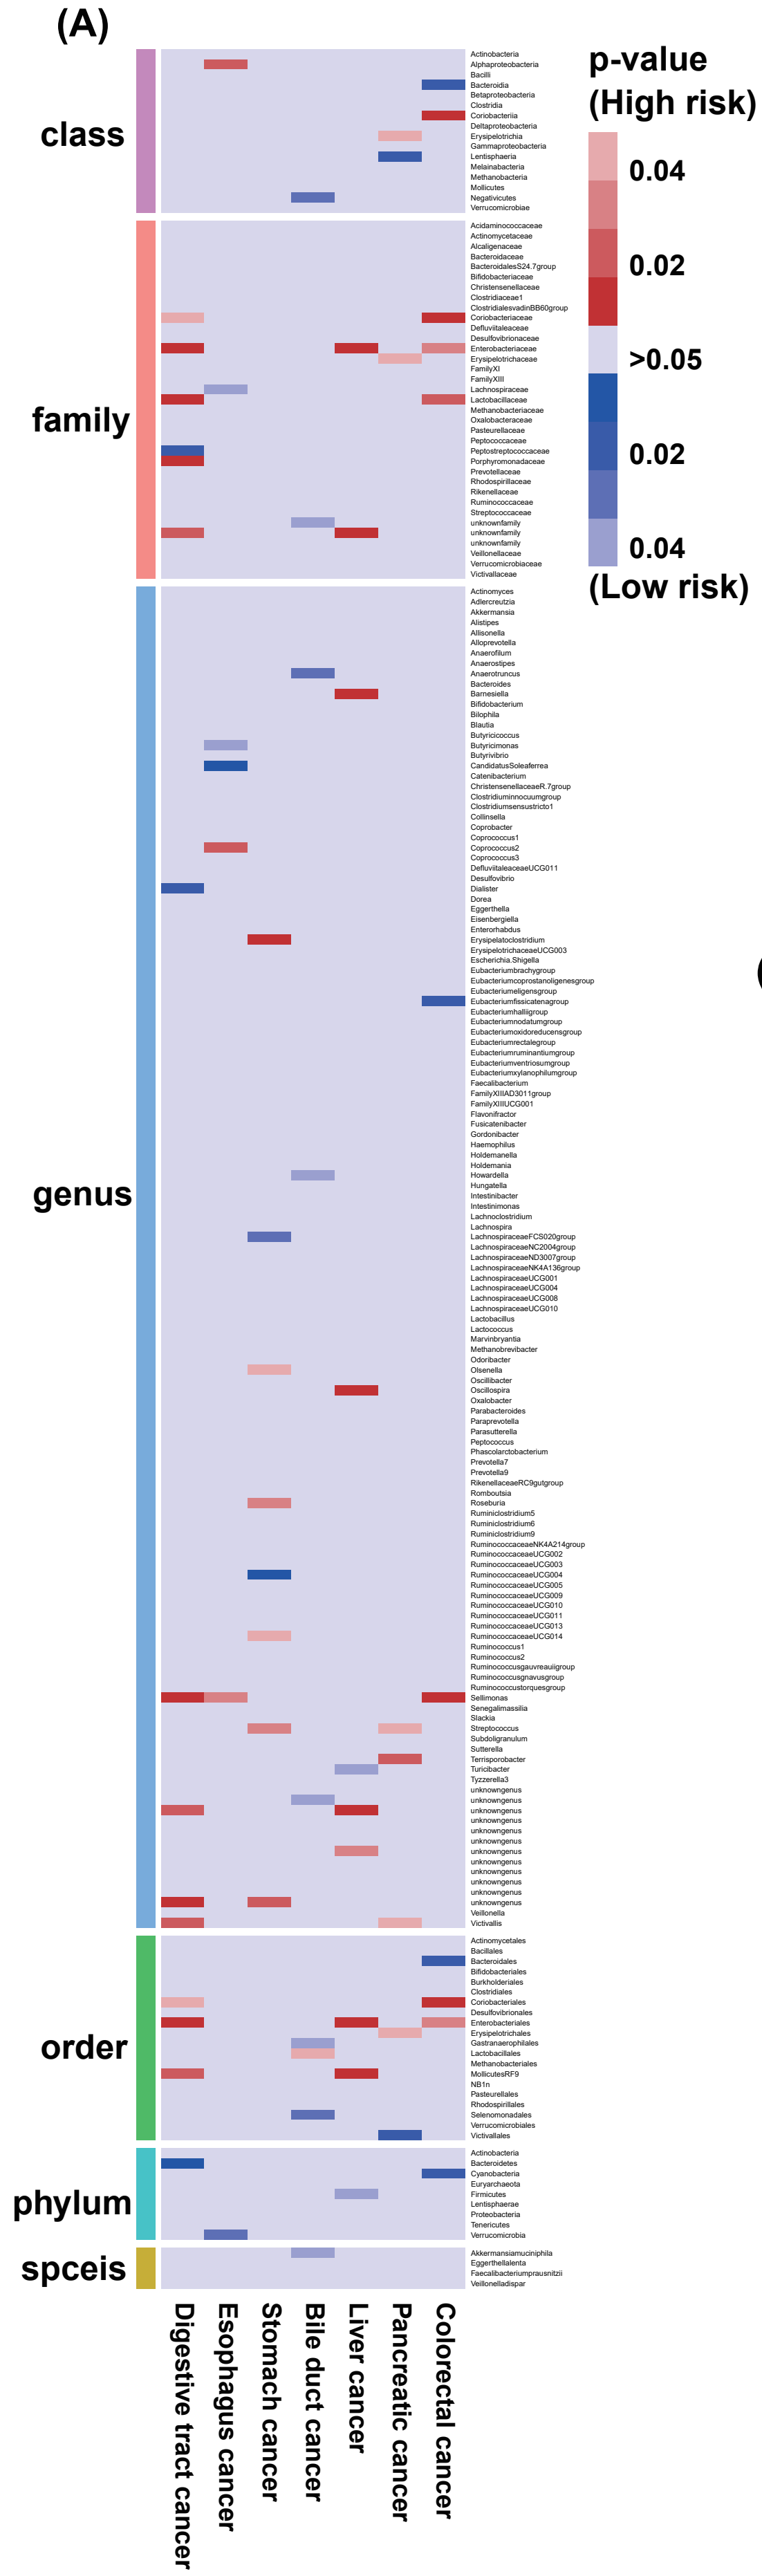 (A)
class
Actinobacteria
Alphaproteobacteria
Bacilli
Bacteroidia
Betaproteobacteria
Clostridia
Coriobacteriia
Deltaproteobacteria
Erysipelotrichia
Gammaproteobacteria
Lentisphaeria
Melainabacteria
Methanobacteria
Mollicutes
Negativicutes
Verrucomicrobiae
p-value
(High risk)
0.04
0.02
>0.05
0.02
0.04
(Low risk)
family
Acidaminococcaceae
Actinomycetaceae
Alcaligenaceae
Bacteroidaceae
BacteroidalesS24.7group
Bifidobacteriaceae
Christensenellaceae
Clostridiaceae1
ClostridialesvadinBB60group
Coriobacteriaceae
Defluviitaleaceae
Desulfovibrionaceae
Enterobacteriaceae
Erysipelotrichaceae
FamilyXI
FamilyXIII
Lachnospiraceae
Lactobacillaceae
Methanobacteriaceae
Oxalobacteraceae
Pasteurellaceae
Peptococcaceae
Peptostreptococcaceae
Porphyromonadaceae
Prevotellaceae
Rhodospirillaceae
Rikenellaceae
Ruminococcaceae
Streptococcaceae
unknownfamily
unknownfamily
unknownfamily
Veillonellaceae
Verrucomicrobiaceae
Victivallaceae
genus
Actinomyces
Adlercreutzia
Akkermansia
Alistipes
Allisonella
Alloprevotella
Anaerofilum
Anaerostipes
Anaerotruncus
Bacteroides
Barnesiella
Bifidobacterium
Bilophila
Blautia
Butyricicoccus
Butyricimonas
Butyrivibrio
CandidatusSoleaferrea
Catenibacterium
ChristensenellaceaeR.7group
Clostridiuminnocuumgroup
Clostridiumsensustricto1
Collinsella
Coprobacter
Coprococcus1
Coprococcus2
Coprococcus3
DefluviitaleaceaeUCG011
Desulfovibrio
Dialister
Dorea
Eggerthella
Eisenbergiella
Enterorhabdus
Erysipelatoclostridium
ErysipelotrichaceaeUCG003
Escherichia.Shigella
Eubacteriumbrachygroup
Eubacteriumcoprostanoligenesgroup
Eubacteriumeligensgroup
Eubacteriumfissicatenagroup
Eubacteriumhalliigroup
Eubacteriumnodatumgroup
Eubacteriumoxidoreducensgroup
Eubacteriumrectalegroup
Eubacteriumruminantiumgroup
Eubacteriumventriosumgroup
Eubacteriumxylanophilumgroup
Faecalibacterium
FamilyXIIIAD3011group
FamilyXIIIUCG001
Flavonifractor
Fusicatenibacter
Gordonibacter
Haemophilus
Holdemanella
Holdemania
Howardella
Hungatella
Intestinibacter
Intestinimonas
Lachnoclostridium
Lachnospira
LachnospiraceaeFCS020group
LachnospiraceaeNC2004group
LachnospiraceaeND3007group
LachnospiraceaeNK4A136group
LachnospiraceaeUCG001
LachnospiraceaeUCG004
LachnospiraceaeUCG008
LachnospiraceaeUCG010
Lactobacillus
Lactococcus
Marvinbryantia
Methanobrevibacter
Odoribacter
Olsenella
Oscillibacter
Oscillospira
Oxalobacter
Parabacteroides
Paraprevotella
Parasutterella
Peptococcus
Phascolarctobacterium
Prevotella7
Prevotella9
RikenellaceaeRC9gutgroup
Romboutsia
Roseburia
Ruminiclostridium5
Ruminiclostridium6
Ruminiclostridium9
RuminococcaceaeNK4A214group
RuminococcaceaeUCG002
RuminococcaceaeUCG003
RuminococcaceaeUCG004
RuminococcaceaeUCG005
RuminococcaceaeUCG009
RuminococcaceaeUCG010
RuminococcaceaeUCG011
RuminococcaceaeUCG013
RuminococcaceaeUCG014
Ruminococcus1
Ruminococcus2
Ruminococcusgauvreauiigroup
Ruminococcusgnavusgroup
Ruminococcustorquesgroup
Sellimonas
Senegalimassilia
Slackia
Streptococcus
Subdoligranulum
Sutterella
Terrisporobacter
Turicibacter
Tyzzerella3
unknowngenus
unknowngenus
unknowngenus
unknowngenus
unknowngenus
unknowngenus
unknowngenus
unknowngenus
unknowngenus
unknowngenus
unknowngenus
unknowngenus
Veillonella
Victivallis
order
Actinomycetales
Bacillales
Bacteroidales
Bifidobacteriales
Burkholderiales
Clostridiales
Coriobacteriales
Desulfovibrionales
Enterobacteriales
Erysipelotrichales
Gastranaerophilales
Lactobacillales
Methanobacteriales
MollicutesRF9
NB1n
Pasteurellales
Rhodospirillales
Selenomonadales
Verrucomicrobiales
Victivallales
phylum
Actinobacteria
Bacteroidetes
Cyanobacteria
Euryarchaeota
Firmicutes
Lentisphaerae
Proteobacteria
Tenericutes
Verrucomicrobia
spceis
Akkermansiamuciniphila
Eggerthellalenta
Faecalibacteriumprausnitzii
Veillonelladispar
Digestive tract cancer
Esophagus cancer
Stomach cancer
Bile duct cancer
Liver cancer
Pancreatic cancer
Colorectal cancer